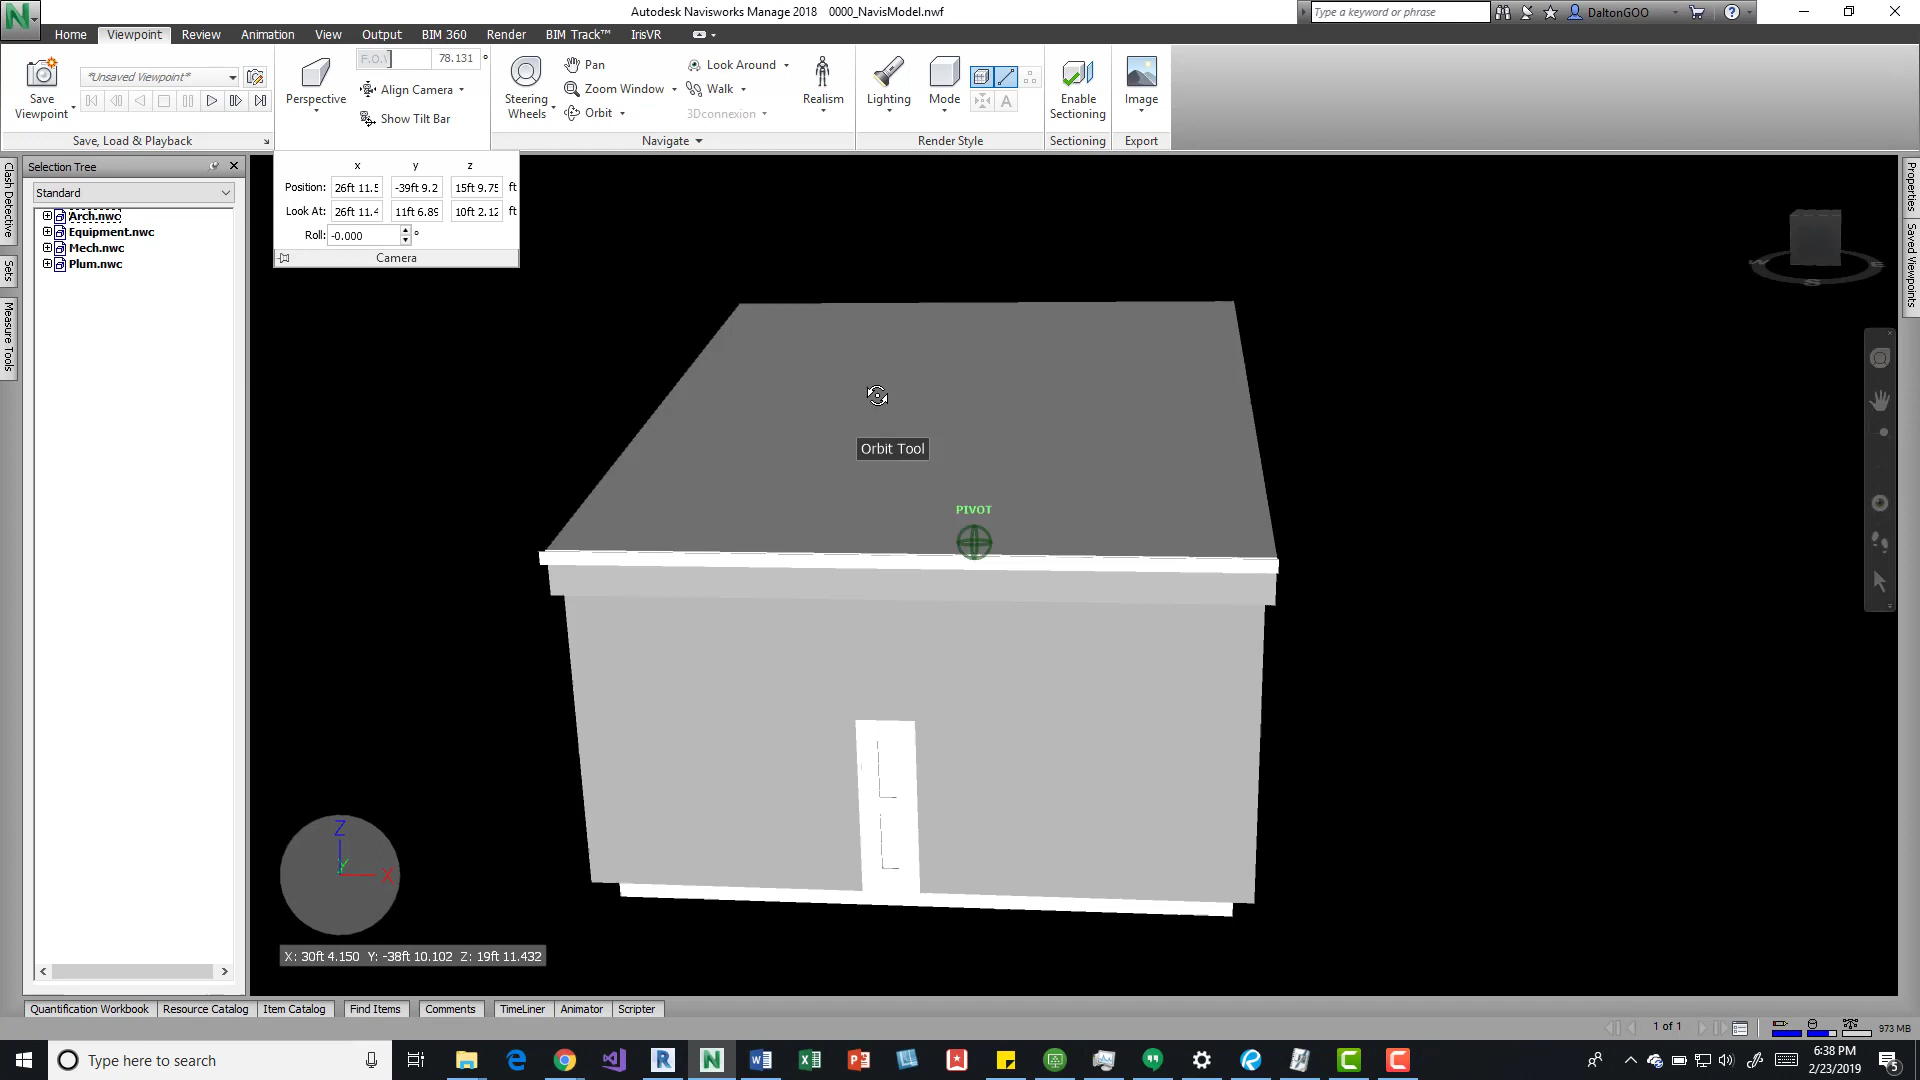 Autodesk Navisworks Manage 2018 0000_NavisModel.nwf
Type a keyword or phrase
DaltonGOO
Home Viewpoint Review Animation View Output BIM 360 Render BIM Track™ IrisVR
Save Viewpoint
*Unsaved Viewpoint*
Save, Load & Playback
Perspective
F.O.V
78.131 °
Align Camera
Show Tilt Bar
Steering Wheels
Pan
Zoom Window
Orbit
Look Around
Walk
3Dconnexion
Realism
Navigate
Lighting
Mode
Render Style
Enable Sectioning
Sectioning
Image
Export
x y z
Position: 26ft 11.5 -39ft 9.2 15ft 9.75 ft
Look At: 26ft 11.4 11ft 6.89 10ft 2.12 ft
Roll: -0.000 °
Camera
Clash Detective
Sets
Measure Tools
Selection Tree
Standard
Arch.nwc
Equipment.nwc
Mech.nwc
Plum.nwc
Properties
Saved Viewpoints
W S E
Orbit Tool
PIVOT
Z
Y
X
X: 30ft 4.150 Y: -38ft 10.102 Z: 19ft 11.432
Quantification Workbook Resource Catalog Item Catalog Find Items Comments TimeLiner Animator Scripter
1 of 1
973 MB
Type here to search
6:38 PM
2/23/2019
5